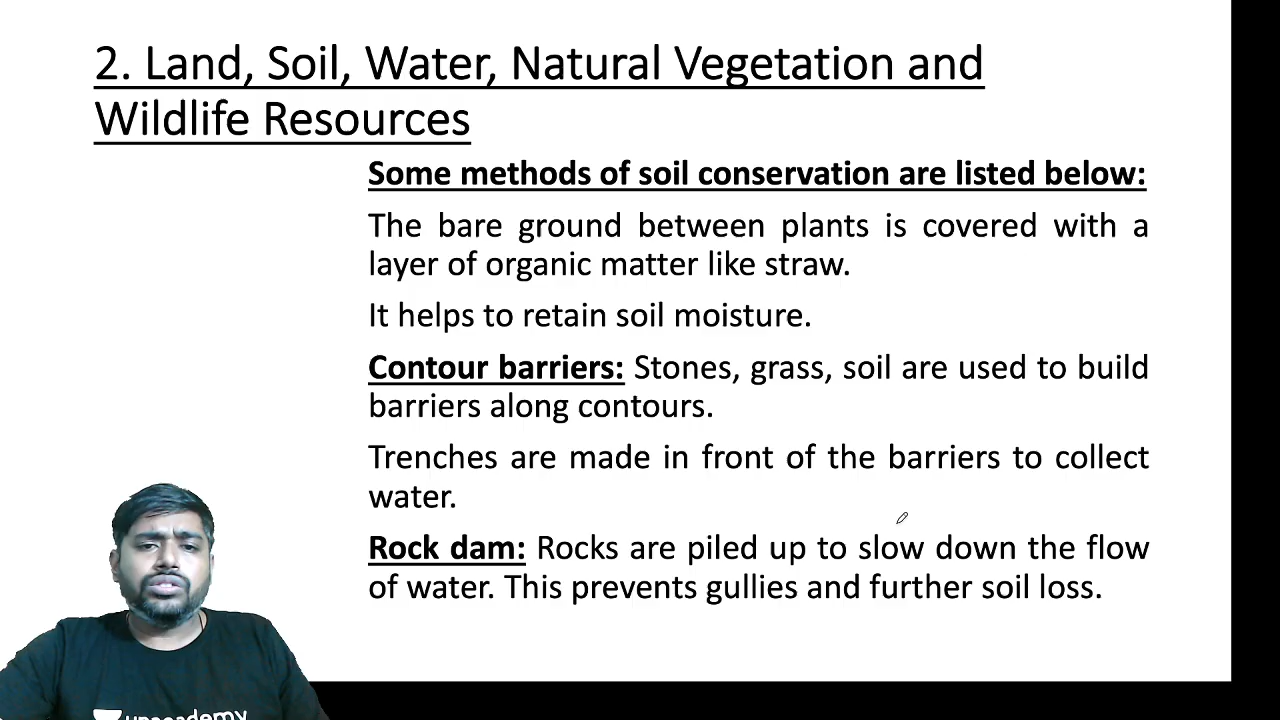 2. Land, Soil, Water, Natural Vegetation and
Wildlife Resources
Some methods of soil conservation are listed below:
The bare ground between plants is covered with a
layer of organic matter like straw.
It helps to retain soil moisture.
Contour barriers: Stones, grass, soil are used to build
barriers along contours.
Trenches are made in front of the barriers to collect
water.
Rock dam: Rocks are piled up to slow down the flow
of water. This prevents gullies and further soil loss.
unacademy